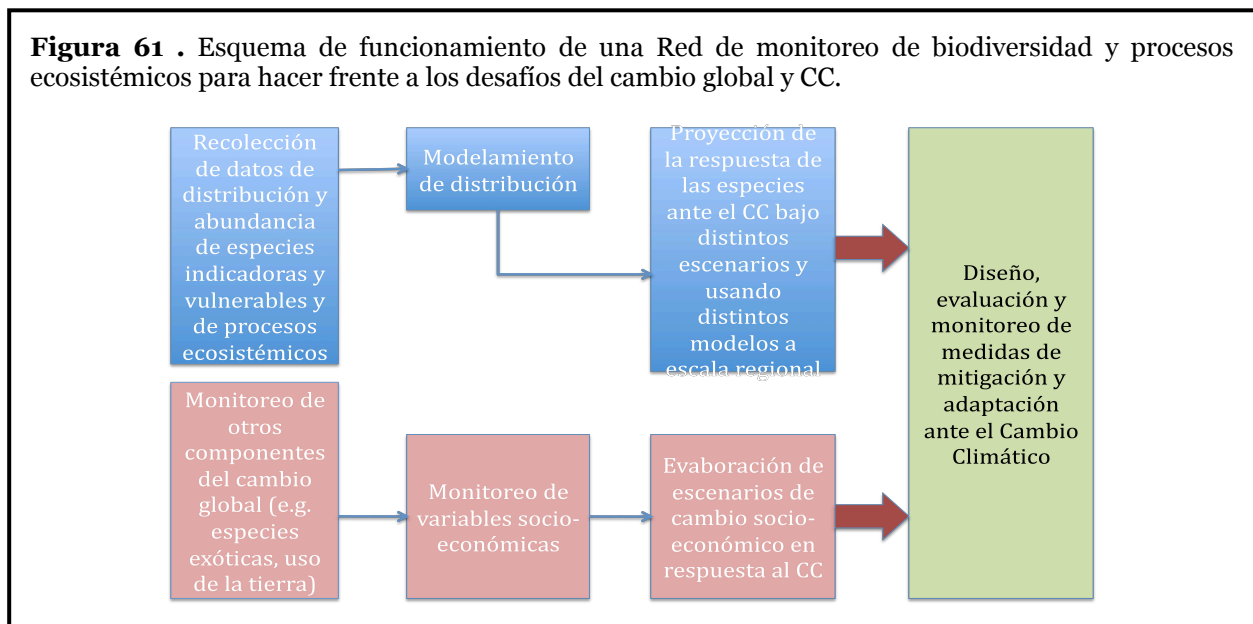 Figura 61 . Esquema de funcionamiento de una Red de monitoreo de biodiversidad y procesos
ecosistémicos para hacer frente a los desafíos del cambio global y CC.
Recolección
de datos de
distribución y
abundancia
de especies
indicadoras y
vulnerables y
de procesos
ecosistémicos
Modelamiento
de distribución
Proyección de
la respuesta de
las especies
ante el CC bajo
distintos
escenarios y
usando
distintos
modelos a
escala regional
Diseño,
evaluación y
monitoreo de
medidas de
mitigación y
adaptación
ante el Cambio
Climático
Monitoreo de
otros
componentes
del cambio
global (e.g.
especies
exóticas, uso
de la tierra)
Monitoreo de
variables socio-
económicas
Evaboración de
escenarios de
cambio socio-
económico en
respuesta al CC